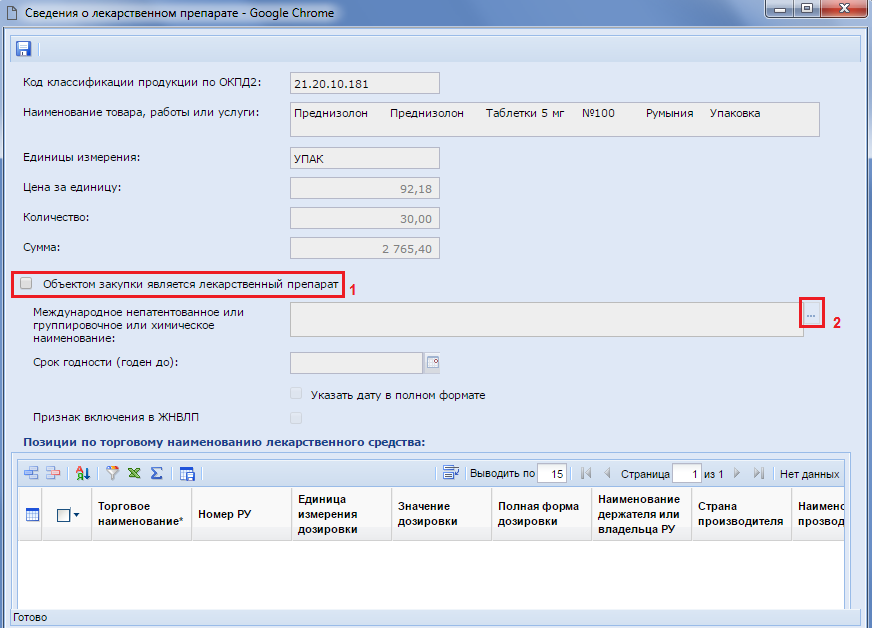 Сведения о лекарственном препарате - Google Chrome
Код классификации продукции по ОКПД2: 21.20.10.181
Наименование товара, работы или услуги: Преднизолон Преднизолон Таблетки 5 мг №100 Румыния Упаковка
Единицы измерения: УПАК
Цена за единицу: 92,18
Количество: 30,00
Сумма: 2 765,40
Объектом закупки является лекарственный препарат 1
Международное непатентованное или
группировочное или химическое
наименование:
... 2
Срок годности (годен до):
Указать дату в полном формате
Признак включения в ЖНВЛП
Позиции по торговому наименованию лекарственного средства:
Выводить по 15 Страница 1 из 1 Нет данных
Торговое
наименование*
Номер РУ
Единица
измерения
дозировки
Значение
дозировки
Полная форма
дозировки
Наименование
держателя или
владельца РУ
Страна
производителя
Наимено
прозвод
Готово